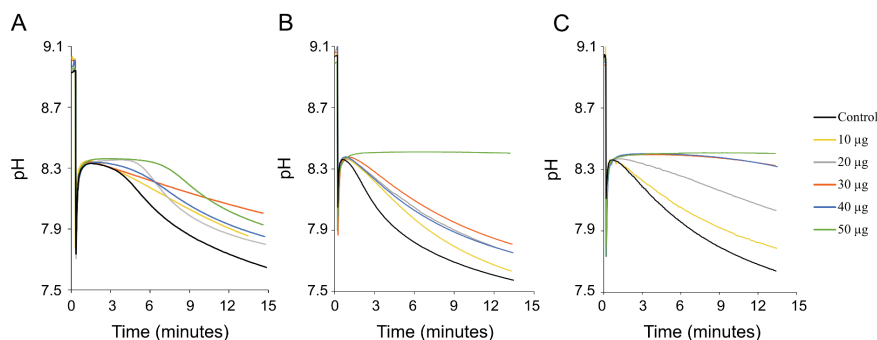 A
B
C
9.1
8.7
8.3
7.9
7.5
pH
0 3 6 9 12 15
Time (minutes)
9.1
8.7
8.3
7.9
7.5
pH
0 3 6 9 12 15
Time (minutes)
9.1
8.7
8.3
7.9
7.5
pH
0 3 6 9 12 15
Time (minutes)
Control
10 µg
20 µg
30 µg
40 µg
50 µg